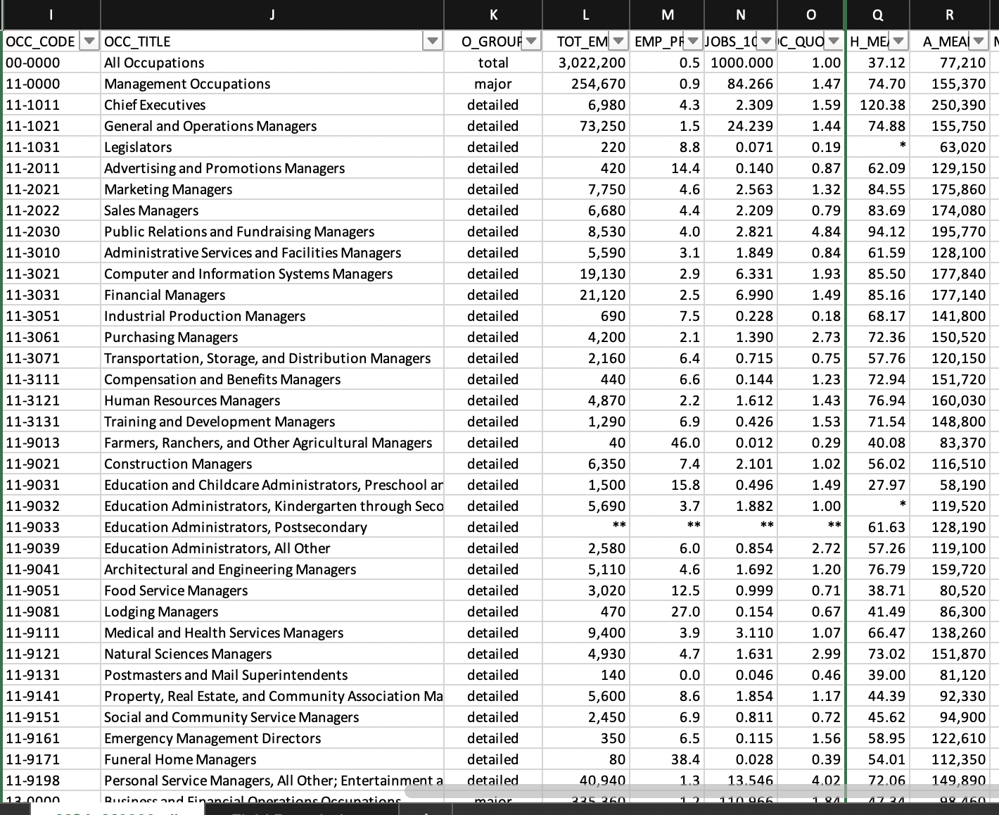 I J K L M N O Q R
OCC_CODE OCC_TITLE O_GROUP TOT_EM EMP_PR JOBS_10 OC_QUO H_MEA A_MEAN
00-0000 All Occupations total 3,022,200 0.5 1000.000 1.00 37.12 77,210
11-0000 Management Occupations major 254,670 0.9 84.266 1.47 74.70 155,370
11-1011 Chief Executives detailed 6,980 4.3 2.309 1.59 120.38 250,390
11-1021 General and Operations Managers detailed 73,250 1.5 24.239 1.44 74.88 155,750
11-1031 Legislators detailed 220 8.8 0.071 0.19 * 63,020
11-2011 Advertising and Promotions Managers detailed 420 14.4 0.140 0.87 62.09 129,150
11-2021 Marketing Managers detailed 7,750 4.6 2.563 1.32 84.55 175,860
11-2022 Sales Managers detailed 6,680 4.4 2.209 0.79 83.69 174,080
11-2030 Public Relations and Fundraising Managers detailed 8,530 4.0 2.821 4.84 94.12 195,770
11-3010 Administrative Services and Facilities Managers detailed 5,590 3.1 1.849 0.84 61.59 128,100
11-3021 Computer and Information Systems Managers detailed 19,130 2.9 6.331 1.93 85.50 177,840
11-3031 Financial Managers detailed 21,120 2.5 6.990 1.49 85.16 177,140
11-3051 Industrial Production Managers detailed 690 7.5 0.228 0.18 68.17 141,800
11-3061 Purchasing Managers detailed 4,200 2.1 1.390 2.73 72.36 150,520
11-3071 Transportation, Storage, and Distribution Managers detailed 2,160 6.4 0.715 0.75 57.76 120,150
11-3111 Compensation and Benefits Managers detailed 440 6.6 0.144 1.23 72.94 151,720
11-3121 Human Resources Managers detailed 4,870 2.2 1.612 1.43 76.94 160,030
11-3131 Training and Development Managers detailed 1,290 6.9 0.426 1.53 71.54 148,800
11-9013 Farmers, Ranchers, and Other Agricultural Managers detailed 40 46.0 0.012 0.29 40.08 83,370
11-9021 Construction Managers detailed 6,350 7.4 2.101 1.02 56.02 116,510
11-9031 Education and Childcare Administrators, Preschool an detailed 1,500 15.8 0.496 1.49 27.97 58,190
11-9032 Education Administrators, Kindergarten through Seco detailed 5,690 3.7 1.882 1.00 * 119,520
11-9033 Education Administrators, Postsecondary detailed ** ** ** ** 61.63 128,190
11-9039 Education Administrators, All Other detailed 2,580 6.0 0.854 2.72 57.26 119,100
11-9041 Architectural and Engineering Managers detailed 5,110 4.6 1.692 1.20 76.79 159,720
11-9051 Food Service Managers detailed 3,020 12.5 0.999 0.71 38.71 80,520
11-9081 Lodging Managers detailed 470 27.0 0.154 0.67 41.49 86,300
11-9111 Medical and Health Services Managers detailed 9,400 3.9 3.110 1.07 66.47 138,260
11-9121 Natural Sciences Managers detailed 4,930 4.7 1.631 2.99 73.02 151,870
11-9131 Postmasters and Mail Superintendents detailed 140 0.0 0.046 0.46 39.00 81,120
11-9141 Property, Real Estate, and Community Association Ma detailed 5,600 8.6 1.854 1.17 44.39 92,330
11-9151 Social and Community Service Managers detailed 2,450 6.9 0.811 0.72 45.62 94,900
11-9161 Emergency Management Directors detailed 350 6.5 0.115 1.56 58.95 122,610
11-9171 Funeral Home Managers detailed 80 38.4 0.028 0.39 54.01 112,350
11-9198 Personal Service Managers, All Other; Entertainment a detailed 40,940 1.3 13.546 4.02 72.06 149,890
13-0000 Business and Financial Operations Occupations major 335,360 1.2 110.966 1.84 47.34 98,460